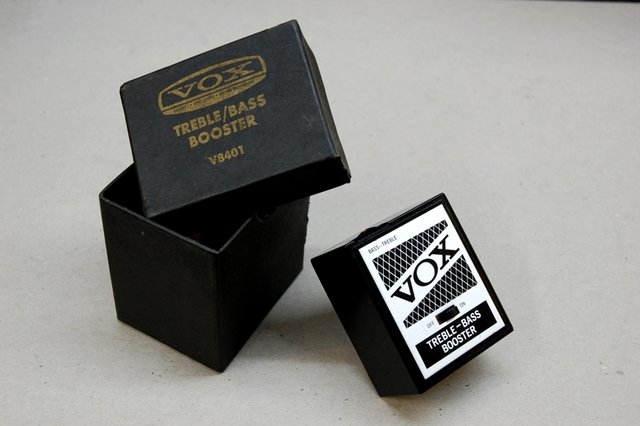 VOX
TREBLE/BASS
BOOSTER
V8401
BASS-TREBLE
VOX
OFF ON
TREBLE-BASS
BOOSTER